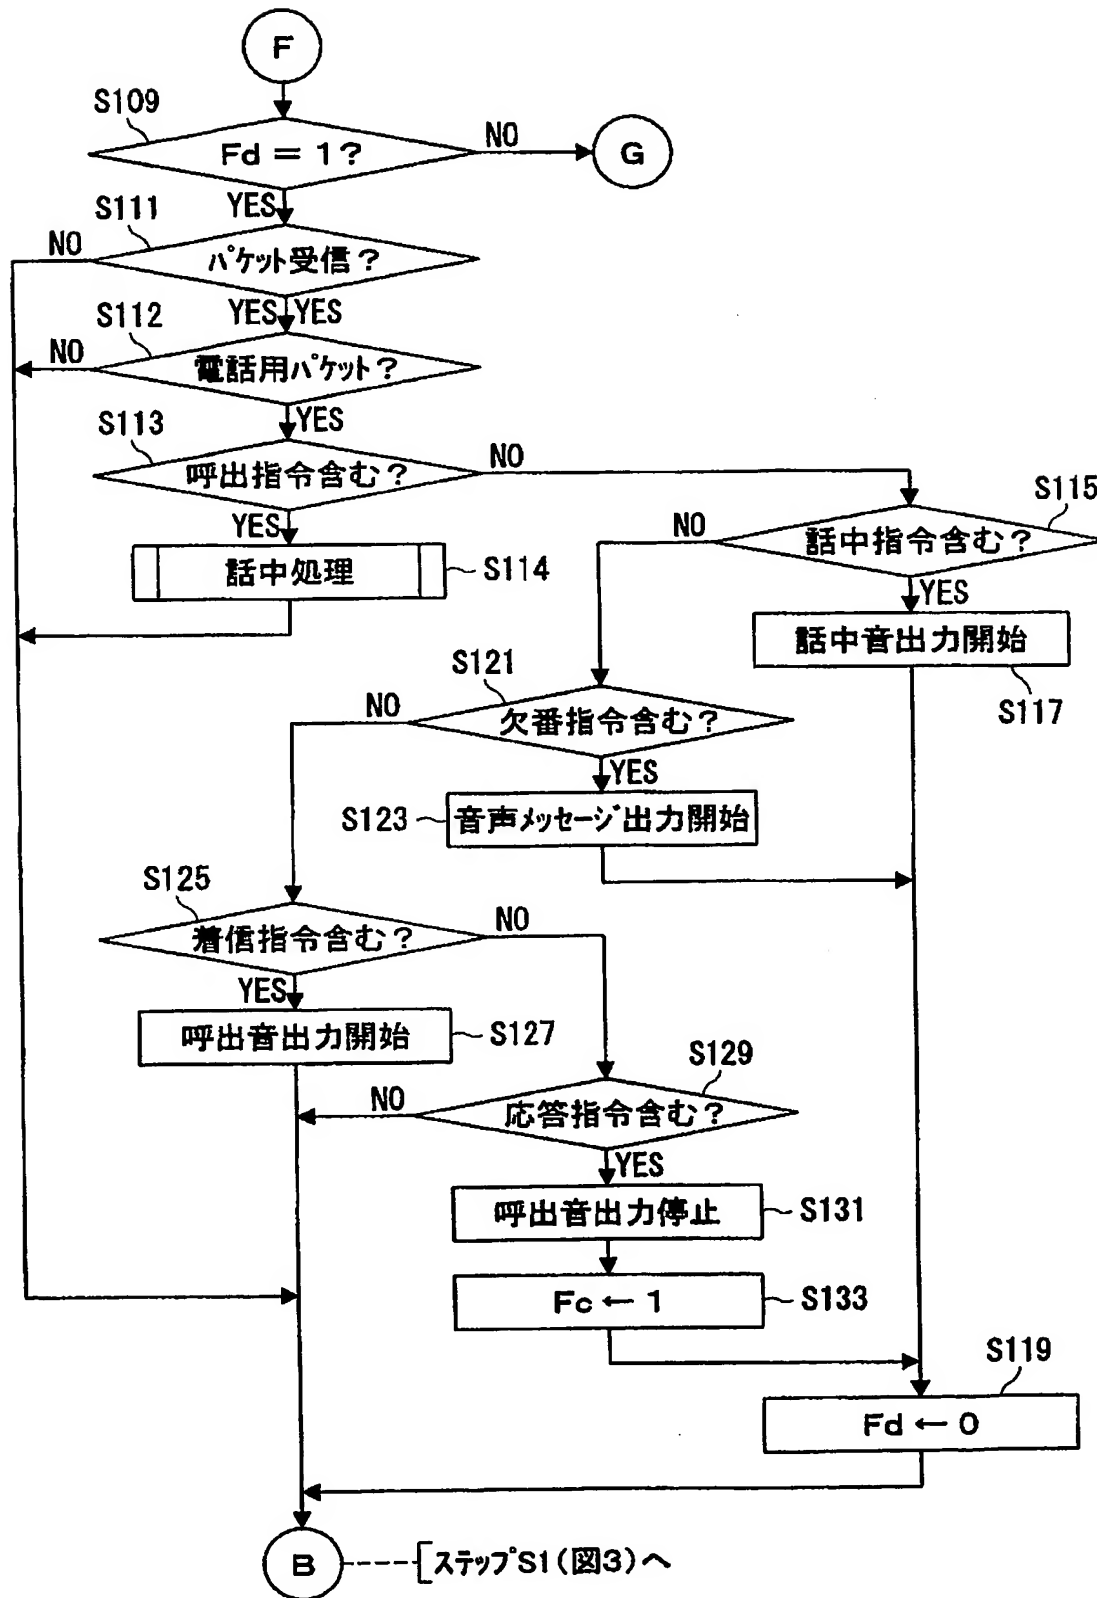 F
S109
Fd = 1?
NO
G
YES
S111
NO
パケット受信?
YES YES
S112
NO
電話用パケット?
YES
S113
呼出指令含む?
NO
YES
S115
話中処理
S114
NO
話中指令含む?
YES
話中音出力開始
S117
S121
NO
欠番指令含む?
YES
S123
音声メッセージ出力開始
S125
着信指令含む?
NO
YES
呼出音出力開始
S127
S129
NO
応答指令含む?
YES
呼出音出力停止
S131
Fc ← 1
S133
S119
Fd ← 0
B
ステップS1(図3)へ